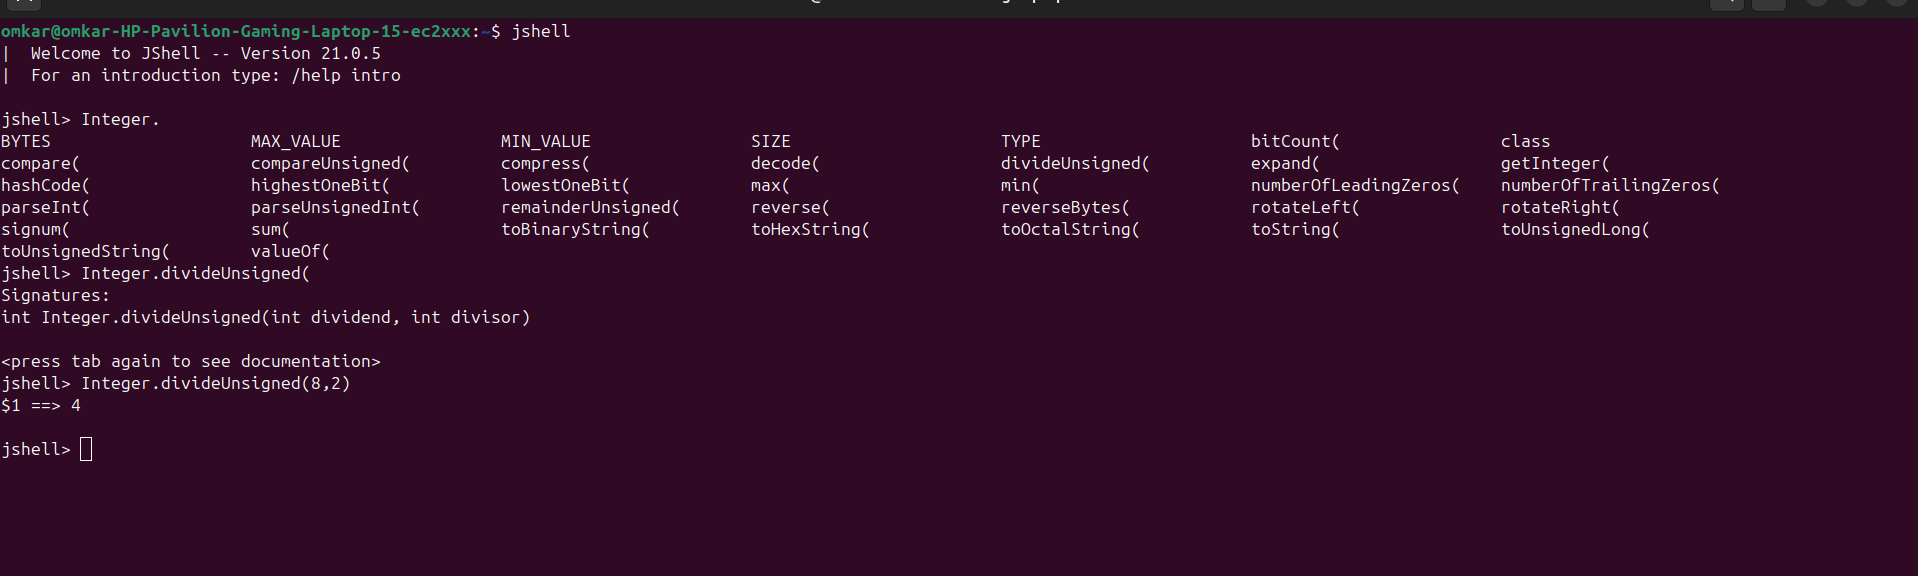 omkar@omkar-HP-Pavilion-Gaming-Laptop-15-ec2xxx:~$ jshell
|  Welcome to JShell -- Version 21.0.5
|  For an introduction type: /help intro
jshell> Integer.
BYTES MAX_VALUE MIN_VALUE SIZE TYPE bitCount( class
compare( compareUnsigned( compress( decode( divideUnsigned( expand( getInteger(
hashCode( highestOneBit( lowestOneBit( max( min( numberOfLeadingZeros( numberOfTrailingZeros(
parseInt( parseUnsignedInt( remainderUnsigned( reverse( reverseBytes( rotateLeft( rotateRight(
signum( sum( toBinaryString( toHexString( toOctalString( toString( toUnsignedLong(
toUnsignedString( valueOf(
jshell> Integer.divideUnsigned(
Signatures:
int Integer.divideUnsigned(int dividend, int divisor)
<press tab again to see documentation>
jshell> Integer.divideUnsigned(8,2)
$1 ==> 4
jshell>